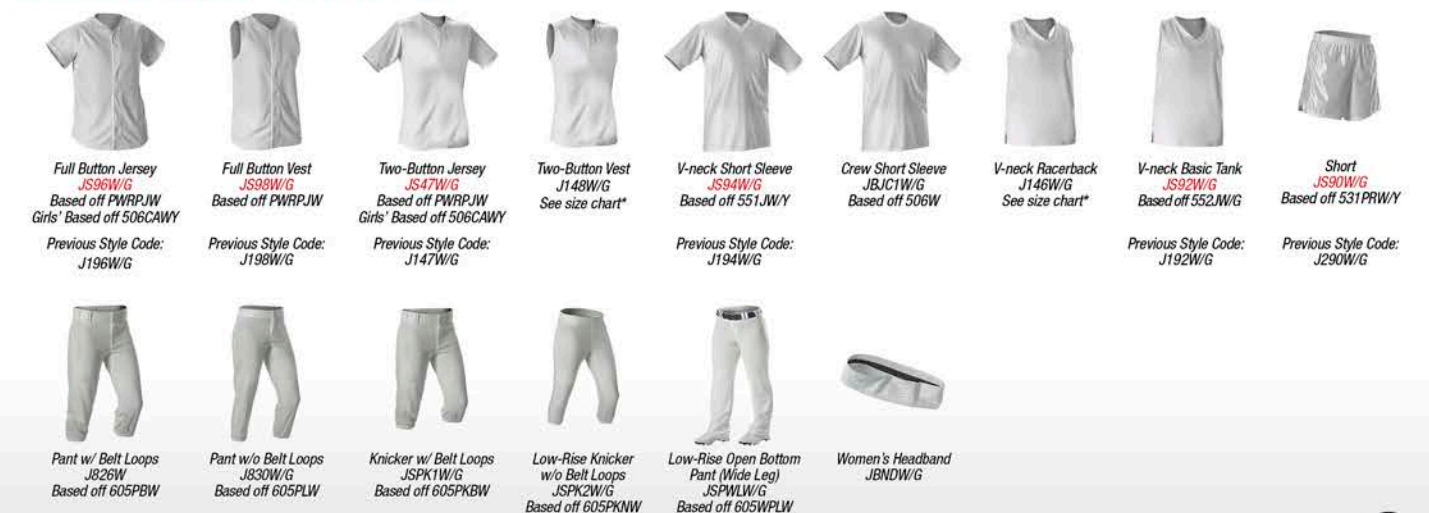 Full Button Jersey
JS96W/G
Based off PWRPJW
Girls' Based off 506CAWY
Previous Style Code:
J196W/G
Full Button Vest
JS98W/G
Based off PWRPJW
Previous Style Code:
J198W/G
Two-Button Jersey
JS47W/G
Based off PWRPJW
Girls' Based off 506CAWY
Previous Style Code:
J147W/G
Two-Button Vest
J148W/G
See size chart*
V-neck Short Sleeve
JS94W/G
Based off 551JW/Y
Previous Style Code:
J194W/G
Crew Short Sleeve
JBJC1W/G
Based off 506W
V-neck Racerback
J146W/G
See size chart*
V-neck Basic Tank
JS92W/G
Based off 552JW/G
Previous Style Code:
J192W/G
Short
JS90W/G
Based off 531PRW/Y
Previous Style Code:
J290W/G
Pant w/ Belt Loops
J826W
Based off 605PBW
Pant w/o Belt Loops
J830W/G
Based off 605PLW
Knicker w/ Belt Loops
JSPK1W/G
Based off 605PKBW
Low-Rise Knicker
w/o Belt Loops
JSPK2W/G
Based off 605PKNW
Low-Rise Open Bottom
Pant (Wide Leg)
JSPWLW/G
Based off 605WPLW
Women's Headband
JBNDW/G